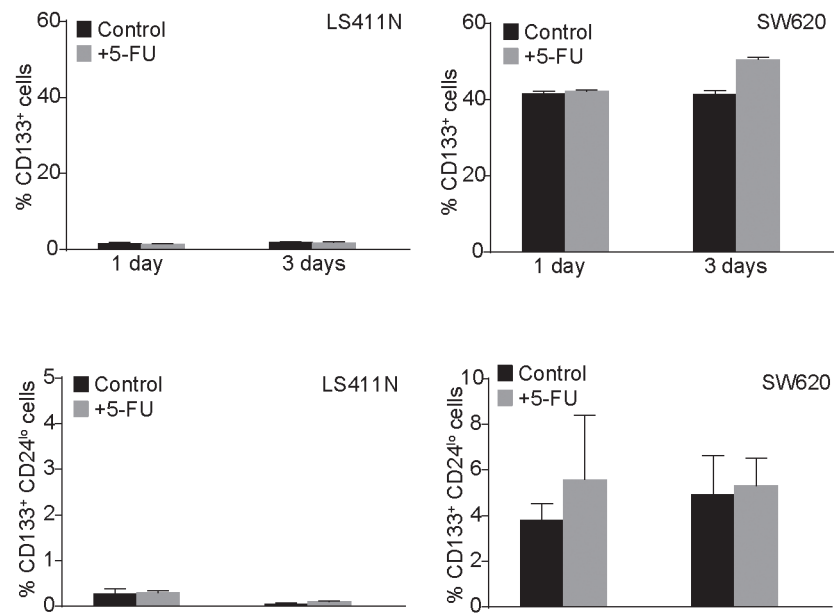 LS411N
Control
+5-FU
% CD133+ cells
60
40
20
0
1 day
3 days
SW620
Control
+5-FU
% CD133+ cells
60
40
20
0
1 day
3 days
LS411N
Control
+5-FU
% CD133+ CD24lo cells
5
4
3
2
1
0
SW620
Control
+5-FU
% CD133+ CD24lo cells
10
8
6
4
2
0